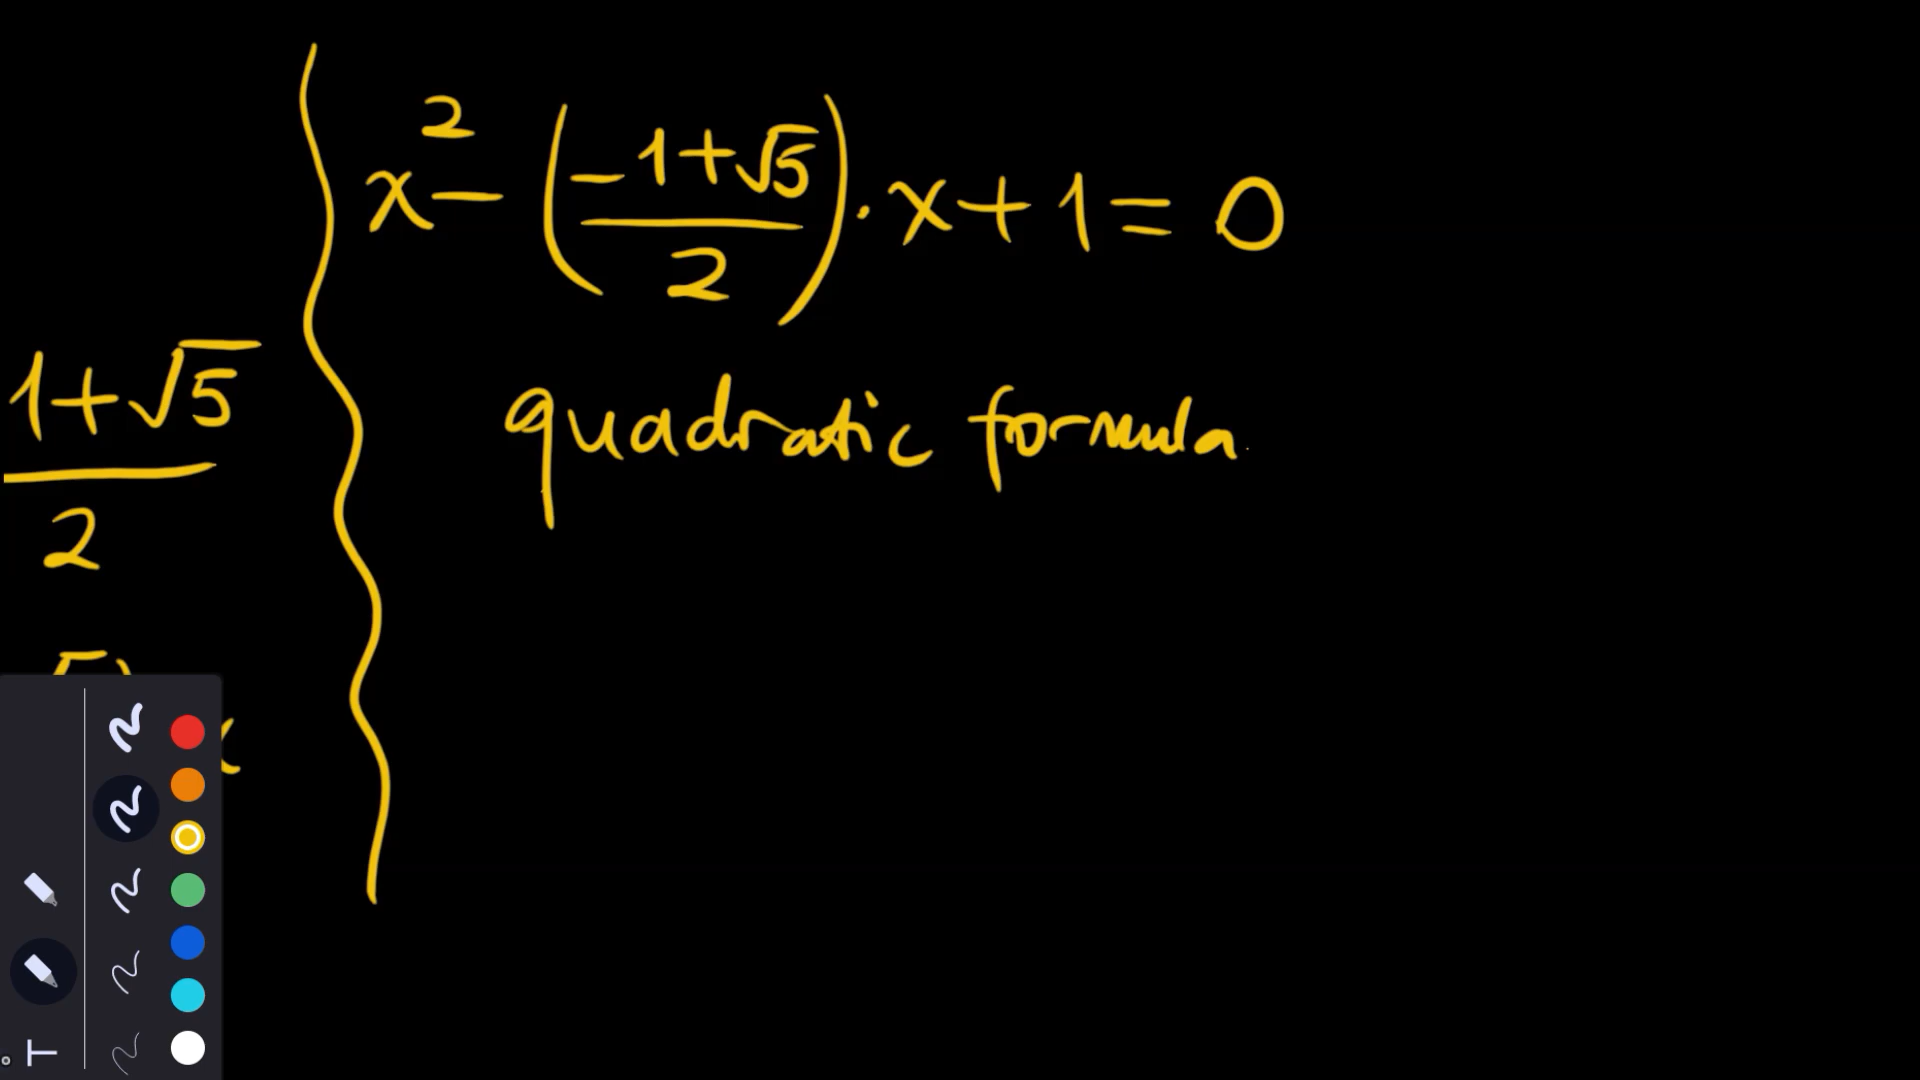 x² - ((-1+√5)/2)·x+1=0
1+√5
2
quadratic formula
T